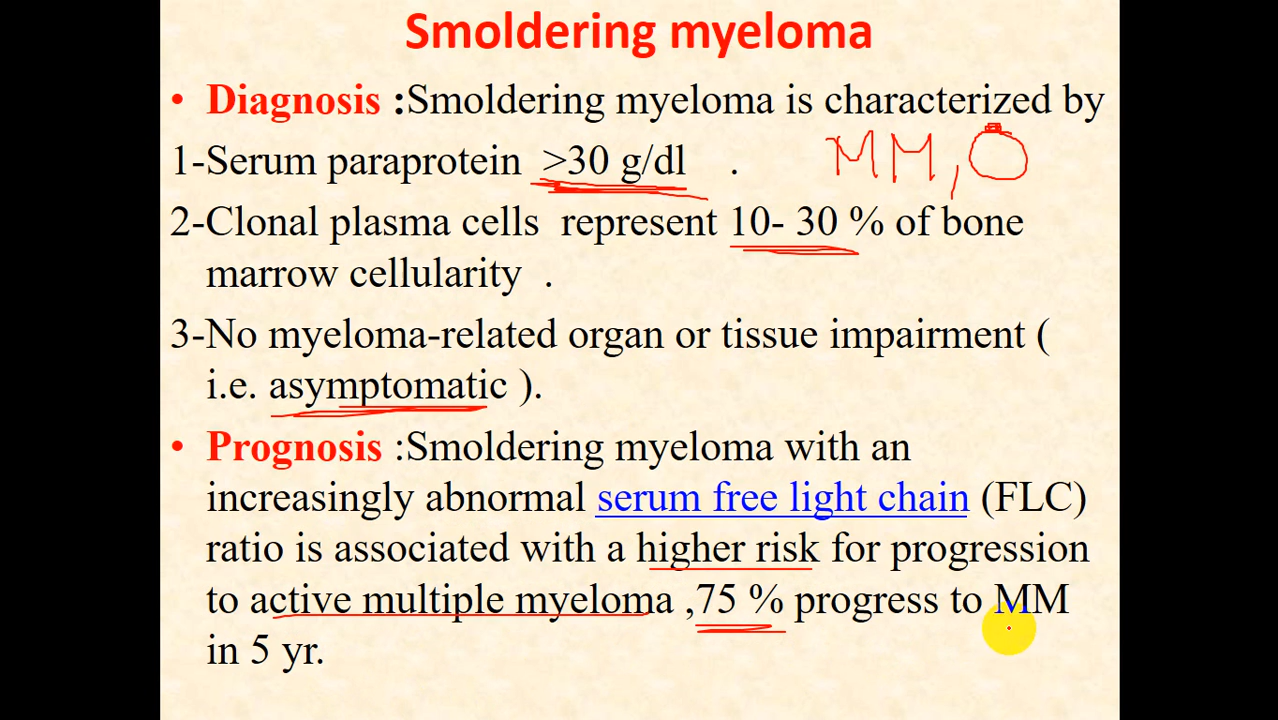 Smoldering myeloma
• Diagnosis :Smoldering myeloma is characterized by
1-Serum paraprotein >30 g/dl .
MM,
2-Clonal plasma cells represent 10- 30 % of bone
marrow cellularity .
3-No myeloma-related organ or tissue impairment (
i.e. asymptomatic ).
• Prognosis :Smoldering myeloma with an
increasingly abnormal serum free light chain (FLC)
ratio is associated with a higher risk for progression
to active multiple myeloma ,75 % progress to MM
in 5 yr.